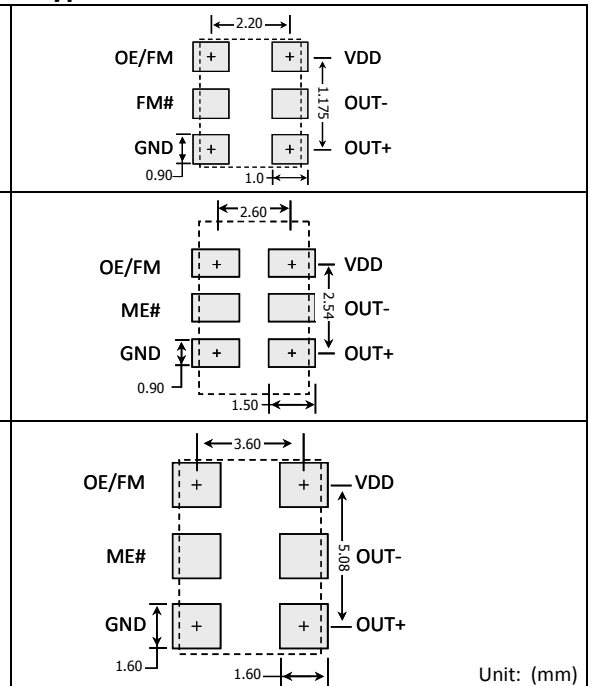 2.20
OE/FM VDD
FM# 1.175 OUT-
GND OUT+
0.90 1.0
2.60
OE/FM VDD
ME# 2.54 OUT-
GND OUT+
0.90
1.50
3.60
OE/FM VDD
ME# 5.08 OUT-
GND OUT+
1.60 1.60
Unit: (mm)